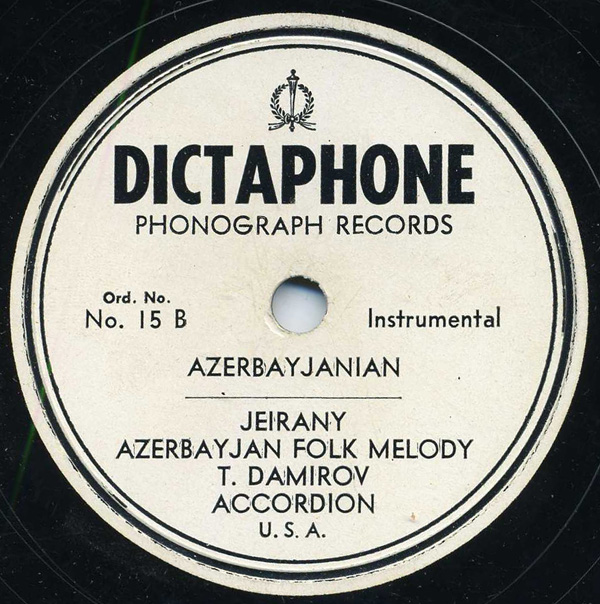 DICTAPHONE
PHONOGRAPH RECORDS
Ord. No.
No. 15 B
Instrumental
AZERBAYJANIAN
JEIRANY
AZERBAYJAN FOLK MELODY
T. DAMIROV
ACCORDION
U. S. A.